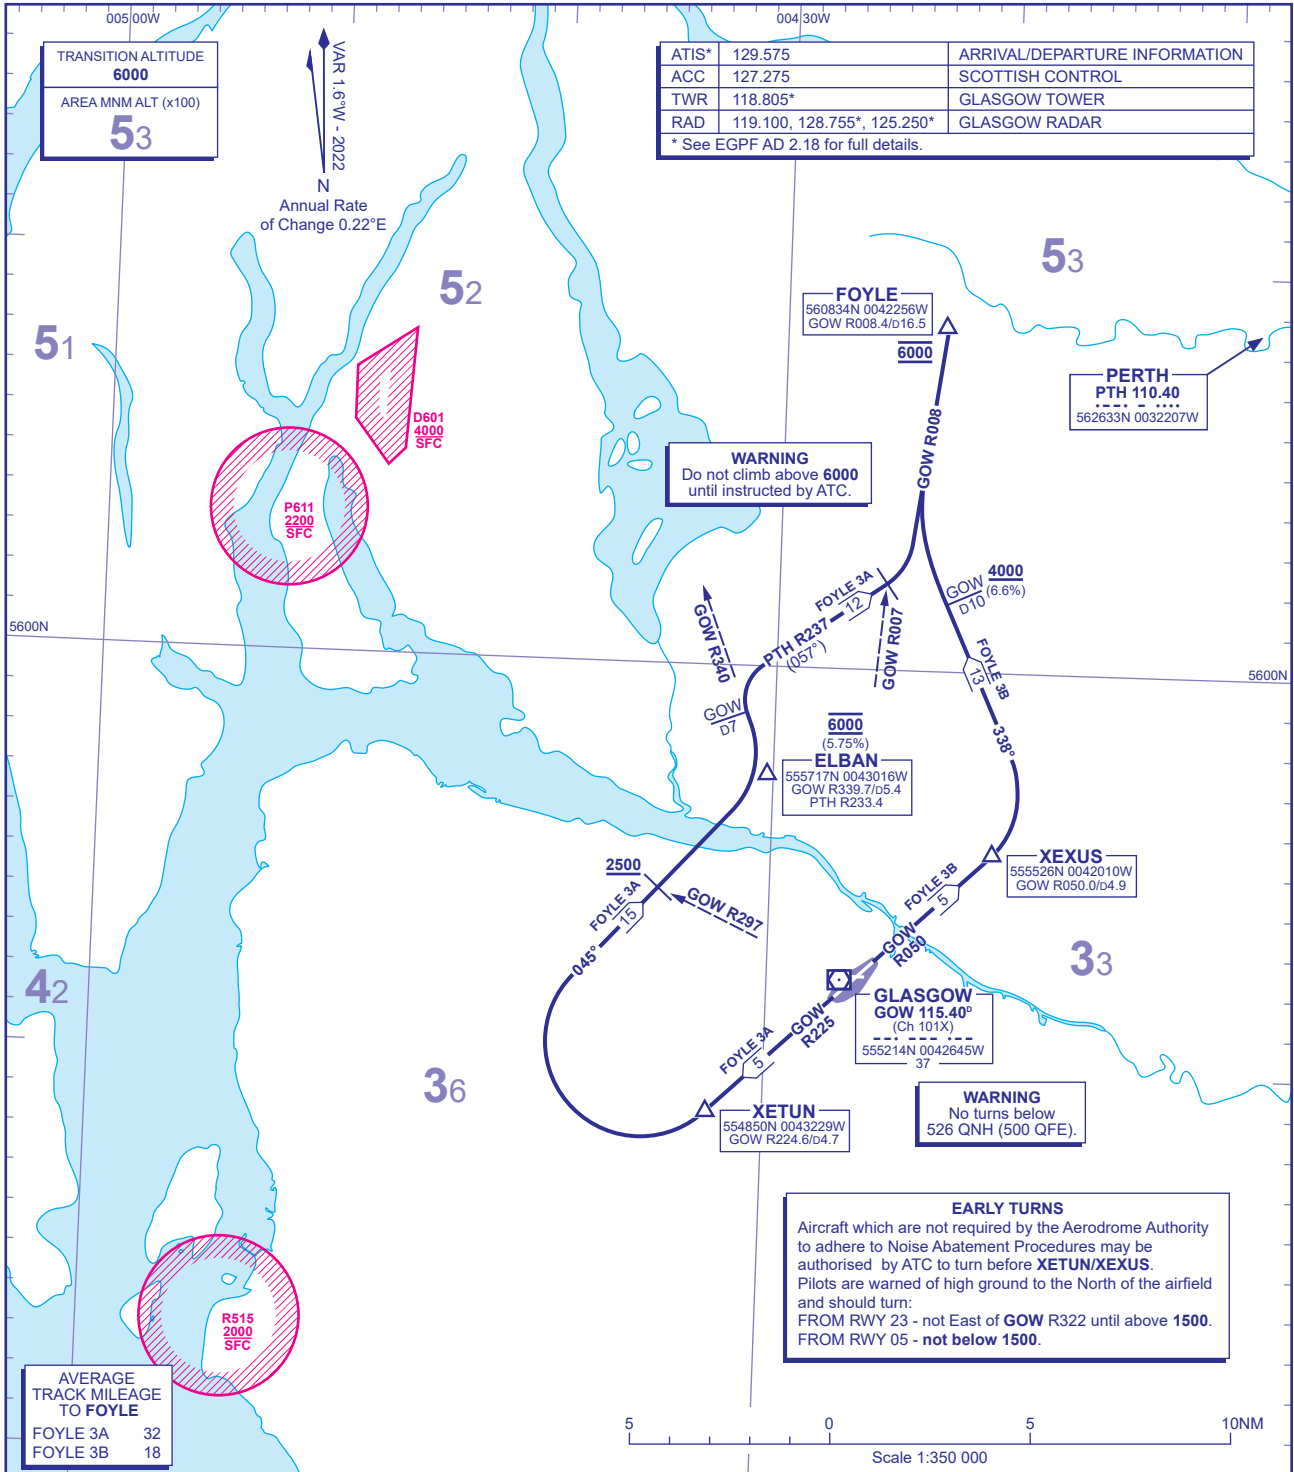 00500W
00430W
TRANSITION ALTITUDE
6000
AREA MNM ALT (x100)
53
VAR 1.6°W - 2022
N
Annual Rate
of Change 0.22°E
ATIS* 129.575 ARRIVAL/DEPARTURE INFORMATION
ACC 127.275 SCOTTISH CONTROL
TWR 118.805* GLASGOW TOWER
RAD 119.100, 128.755*, 125.250* GLASGOW RADAR
* See EGPF AD 2.18 for full details.
53
52
51
FOYLE
560834N 0042256W
GOW R008.4/D16.5
6000
PERTH
PTH 110.40
562633N 0032207W
D601
4000
SFC
GOW R008
WARNING
Do not climb above 6000
until instructed by ATC.
P611
2200
SFC
FOYLE 3A
12
GOW
D10
4000
(6.6%)
5600N
GOW R340
PTH R237
(057°)
GOW R007
FOYLE 3B
13
5600N
GOW
D7
6000
(5.75%)
338°
ELBAN
555717N 0043016W
GOW R339.7/D5.4
PTH R233.4
2500
XEXUS
555526N 0042010W
GOW R050.0/D4.9
FOYLE 3A
15
GOW R297
FOYLE 3B
5
045°
GOW
R050
33
42
GLASGOW
GOW 115.40D
(Ch 101X)
555214N 0042645W
37
GOW
R225
FOYLE 3A
5
36
WARNING
No turns below
526 QNH (500 QFE).
XETUN
554850N 0043229W
GOW R224.6/D4.7
EARLY TURNS
Aircraft which are not required by the Aerodrome Authority
to adhere to Noise Abatement Procedures may be
authorised by ATC to turn before XETUN/XEXUS.
Pilots are warned of high ground to the North of the airfield
and should turn:
FROM RWY 23 - not East of GOW R322 until above 1500.
FROM RWY 05 - not below 1500.
R515
2000
SFC
AVERAGE
TRACK MILEAGE
TO FOYLE
FOYLE 3A 32
FOYLE 3B 18
5 0 5 10NM
Scale 1:350 000